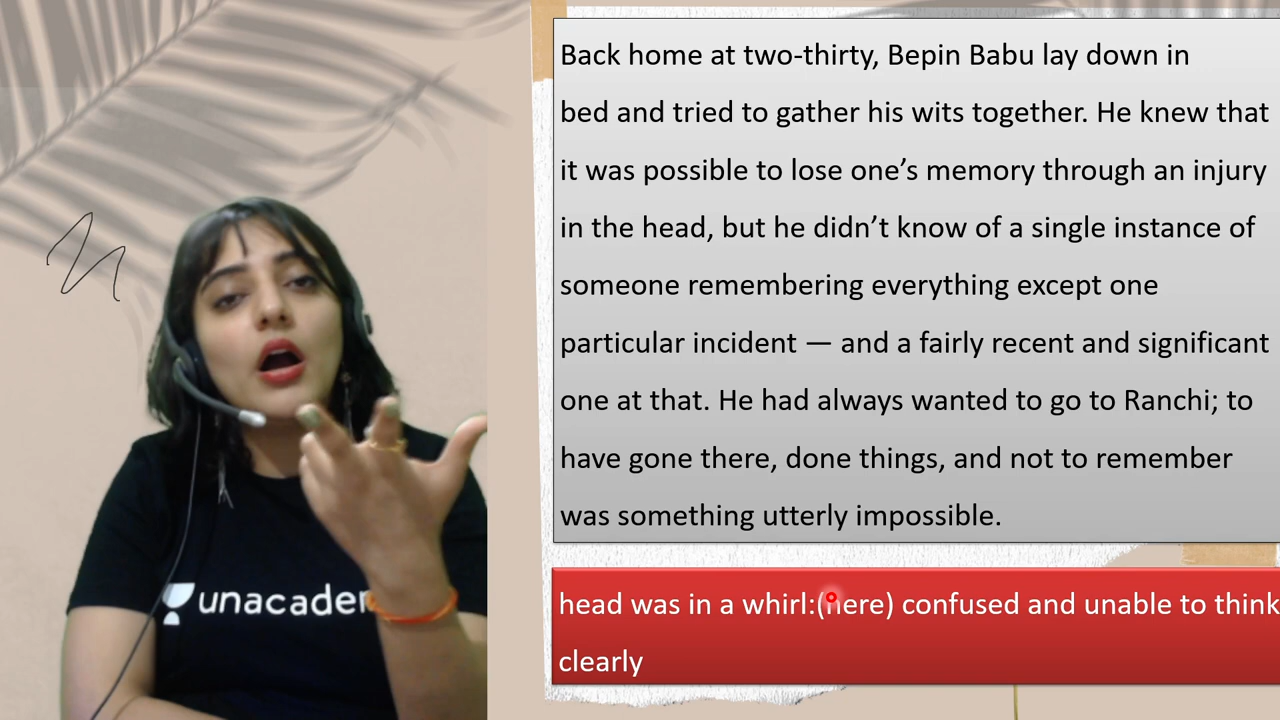 Back home at two-thirty, Bepin Babu lay down in
bed and tried to gather his wits together. He knew that
it was possible to lose one’s memory through an injury
in the head, but he didn’t know of a single instance of
someone remembering everything except one
particular incident — and a fairly recent and significant
one at that. He had always wanted to go to Ranchi; to
have gone there, done things, and not to remember
was something utterly impossible.
unacadem
head was in a whirl:(here) confused and unable to think
clearly